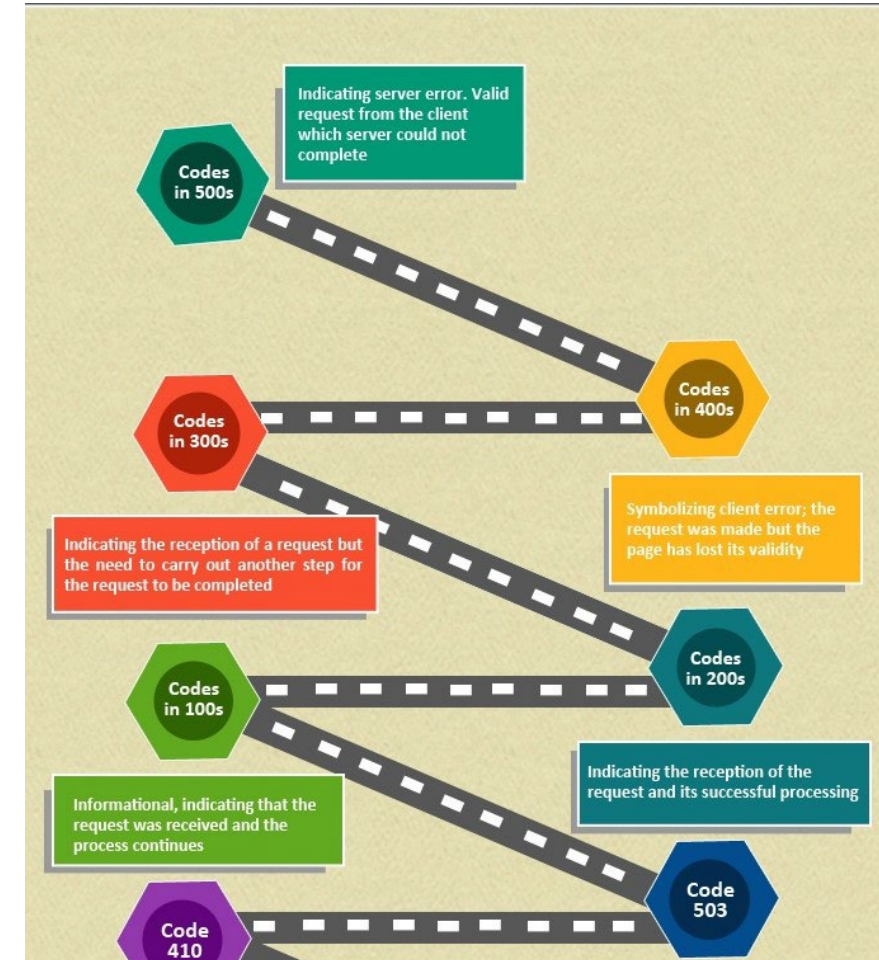 Indicating server error. Valid
request from the client
which server could not
complete
Codes
in 500s
Codes
in 400s
Codes
in 300s
Symbolizing client error; the
request was made but the
page has lost its validity
Indicating the reception of a request but
the need to carry out another step for
the request to be completed
Codes
in 200s
Codes
in 100s
Indicating the reception of the
request and its successful processing
Informational, indicating that the
request was received and the
process continues
Code
503
Code
410